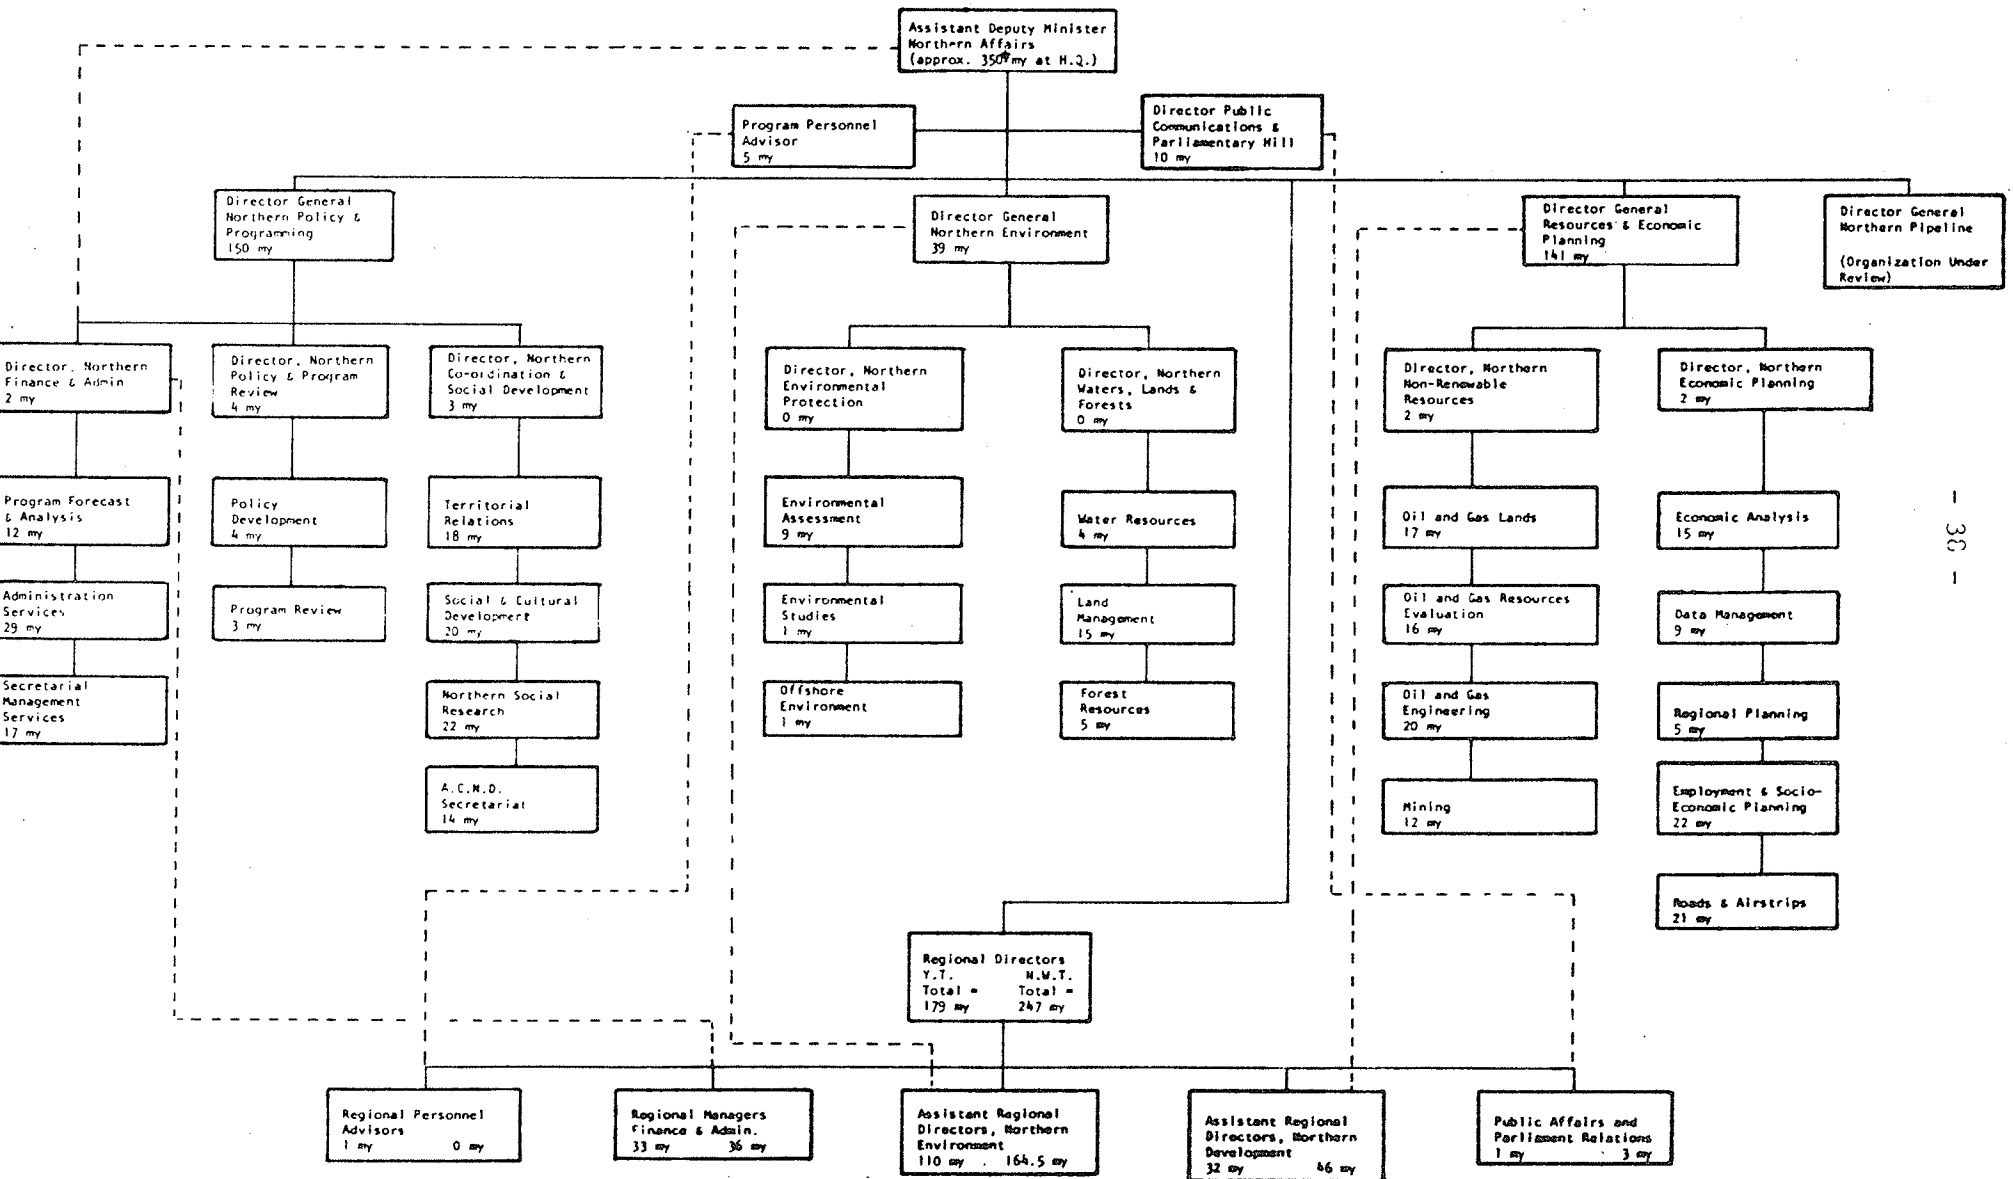 Assistant Deputy Minister
Northern Affairs
(approx. 350* my at H.Q.)
Program Personnel
Advisor
5 my
Director Public
Communications &
Parliamentary Hill
10 my
Director General
Northern Policy &
Programming
150 my
Director General
Northern Environment
39 my
Director General
Resources & Economic
Planning
141 my
Director General
Northern Pipeline
(Organization Under
Review)
Director, Northern
Finance & Admin
2 my
Director, Northern
Policy & Program
Review
4 my
Director, Northern
Co-ordination &
Social Development
3 my
Director, Northern
Environmental
Protection
0 my
Director, Northern
Waters, Lands &
Forests
0 my
Director, Northern
Non-Renewable
Resources
2 my
Director, Northern
Economic Planning
2 my
Program Forecast
& Analysis
12 my
Policy
Development
4 my
Territorial
Relations
18 my
Environmental
Assessment
9 my
Water Resources
4 my
Oil and Gas Lands
17 my
Economic Analysis
15 my
Administration
Services
29 my
Program Review
3 my
Social & Cultural
Development
20 my
Environmental
Studies
1 my
Land
Management
15 my
Oil and Gas Resources
Evaluation
16 my
Data Management
9 my
Secretarial
Management
Services
17 my
Northern Social
Research
22 my
Offshore
Environment
1 my
Forest
Resources
5 my
Oil and Gas
Engineering
20 my
Regional Planning
5 my
A.C.N.D.
Secretariat
14 my
Mining
12 my
Employment & Socio-
Economic Planning
22 my
Roads & Airstrips
21 my
Regional Directors
Y.T. N.W.T.
Total = Total =
179 my 247 my
Regional Personnel
Advisors
1 my 0 my
Regional Managers
Finance & Admin.
33 my 36 my
Assistant Regional
Directors, Northern
Environment
110 my 164.5 my
Assistant Regional
Directors, Northern
Development
32 my 46 my
Public Affairs and
Parliament Relations
1 my 3 my